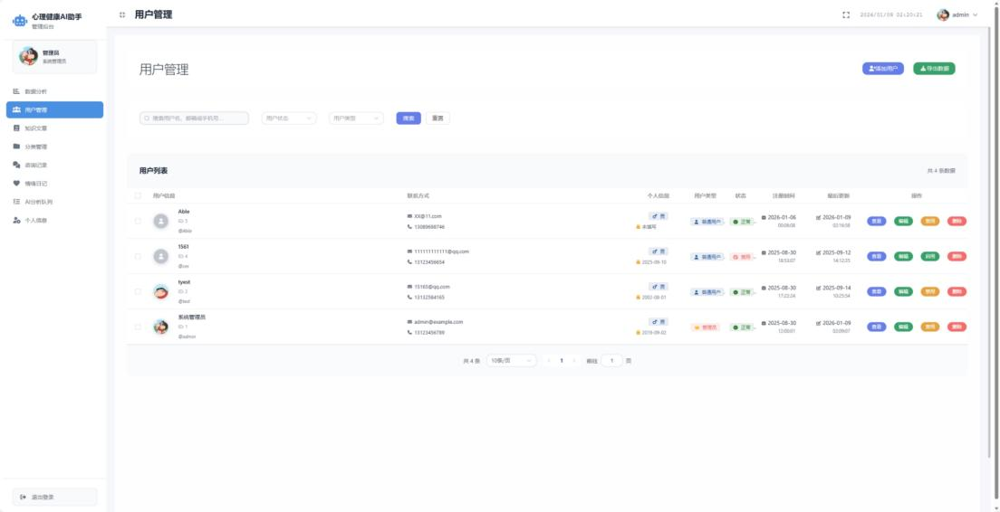 心理健康AI助手
管理后台
用户管理
2026/01/09 02:20:21
admin
管理员
系统管理员
数据分析
用户管理
知识文章
分类管理
咨询记录
情绪日记
AI分析队列
个人信息
退出登录
用户管理
添加用户
导出数据
搜索用户名、邮箱或手机号...
用户状态
用户类型
搜索
重置
用户列表
共 4 条数据
用户信息 联系方式 个人信息 用户类型 状态 注册时间 最后更新 操作
Able
ID: 5
@Able
XX@11.com
13089698746
男
未填写
普通用户
正常
2026-01-06
00:06:08
2026-01-09
02:16:58
查看 编辑 禁用 删除
1561
ID: 4
111111111111@qq.com
13123456654
男
2025-09-10
普通用户
禁用
2025-08-30
18:53:07
2025-09-12
14:12:35
查看 编辑 启用 删除
tyest
ID: 2
@test
15165@qq.com
13132564165
男
2002-08-01
普通用户
正常
2025-08-30
17:22:24
2025-09-14
10:25:54
查看 编辑 禁用 删除
系统管理员
ID: 1
@admin
admin@example.com
13123456789
男
2019-09-02
管理员
正常
2025-08-30
12:00:01
2026-01-09
02:09:07
查看 编辑 禁用 删除
共 4 条
10条/页
1
前往 1 页